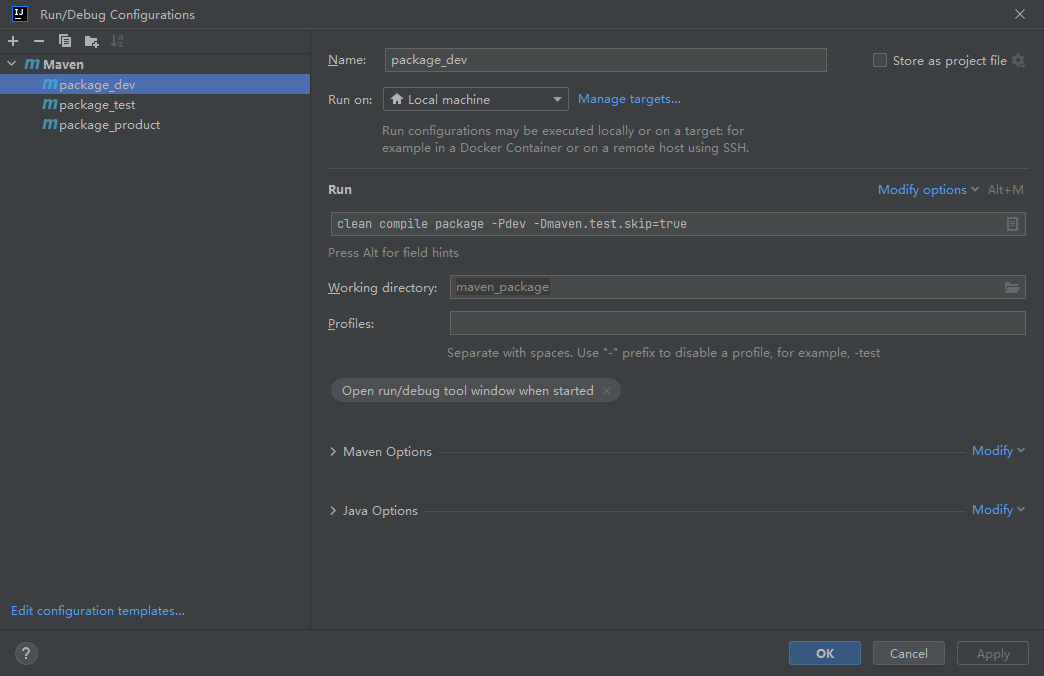 IJ Run/Debug Configurations
m Maven
m package_dev
m package_test
m package_product
Edit configuration templates...
Name: package_dev Store as project file
Run on: Local machine Manage targets...
Run configurations may be executed locally or on a target: for
example in a Docker Container or on a remote host using SSH.
Run Modify options Alt+M
clean compile package -Pdev -Dmaven.test.skip=true
Press Alt for field hints
Working directory: maven_package
Profiles:
Separate with spaces. Use "-" prefix to disable a profile, for example, -test
Open run/debug tool window when started ×
Maven Options Modify
Java Options Modify
? OK Cancel Apply